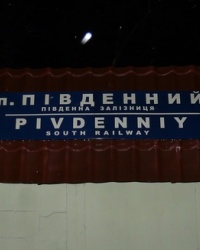 п. ПІВДЕННИЙ
ПІВДЕННА ЗАЛІЗНИЦЯ
PIVDENNIY
SOUTH RAILWAY